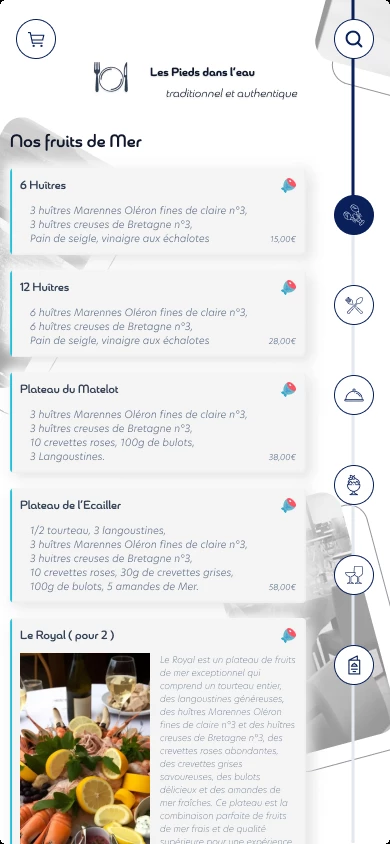 Les Pieds dans l'eau
traditionnel et authentique
Nos fruits de Mer
6 Huîtres
3 huîtres Marennes Oléron fines de claire n°3,
3 huîtres creuses de Bretagne n°3,
Pain de seigle, vinaigre aux échalotes
15,00€
12 Huîtres
6 huîtres Marennes Oléron fines de claire n°3,
6 huîtres creuses de Bretagne n°3,
Pain de seigle, vinaigre aux échalotes
28,00€
Plateau du Matelot
3 huîtres Marennes Oléron fines de claire n°3,
3 huîtres creuses de Bretagne n°3,
10 crevettes roses, 100g de bulots,
3 Langoustines.
38,00€
Plateau de l'Ecailler
1/2 tourteau, 3 langoustines,
3 huîtres Marennes Oléron fines de claire n°3,
3 huitres creuses de Bretagne n°3,
10 crevettes roses, 30g de crevettes grises,
100g de bulots, 5 amandes de Mer.
58,00€
Le Royal ( pour 2 )
Le Royal est un plateau de fruits
de mer exceptionnel qui
comprend un tourteau entier,
des langoustines généreuses,
des huîtres Marennes Oléron
fines de claire n°3 et des huîtres
creuses de Bretagne n°3, des
crevettes roses abondantes,
des crevettes grises
savoureuses, des bulots
délicieux et des amandes de
mer fraîches. Ce plateau est la
combinaison parfaite de fruits
de mer frais et de qualité
supérieure pour une expérience